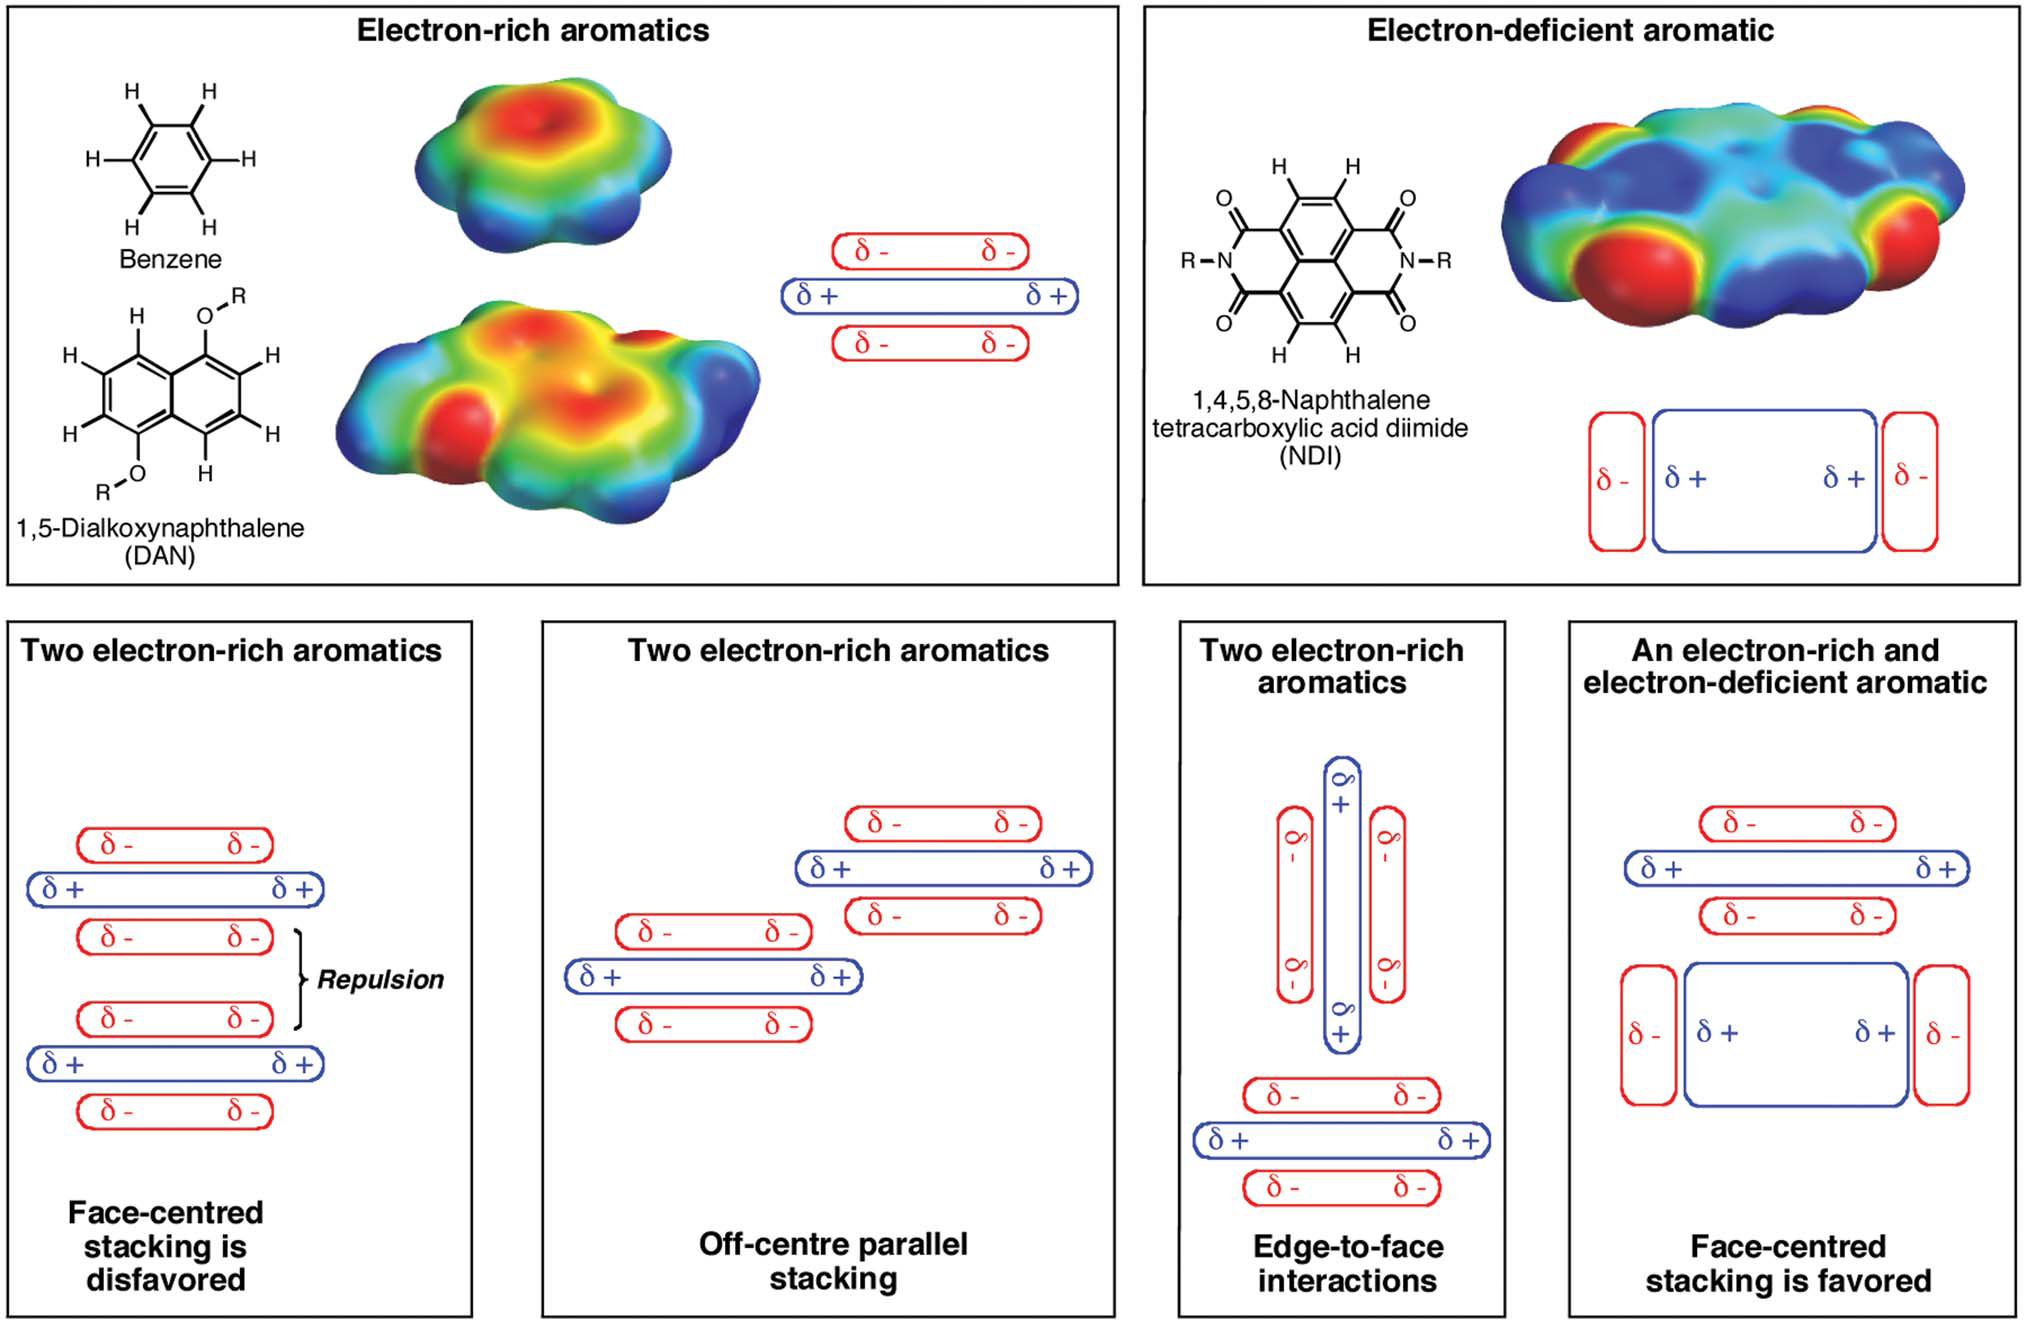 Electron-rich aromatics
H H
H H
H H
Benzene
R
O
H
H H
H H
O H
R
1,5-Dialkoxynaphthalene
(DAN)
δ - δ -
δ + δ +
δ - δ -
Electron-deficient aromatic
H H
O O
R N N R
O O
H H
1,4,5,8-Naphthalene
tetracarboxylic acid diimide
(NDI)
δ - δ + δ + δ -
Two electron-rich aromatics
δ - δ -
δ + δ +
δ - δ -
Repulsion
δ - δ -
δ + δ +
δ - δ -
Face-centred
stacking is
disfavored
Two electron-rich aromatics
δ - δ -
δ + δ +
δ - δ -
δ - δ -
δ + δ +
δ - δ -
Off-centre parallel
stacking
Two electron-rich
aromatics
δ +
δ - δ -
δ - δ -
δ +
δ - δ -
δ + δ +
δ - δ -
Edge-to-face
interactions
An electron-rich and
electron-deficient aromatic
δ - δ -
δ + δ +
δ - δ -
δ - δ + δ + δ -
Face-centred
stacking is favored